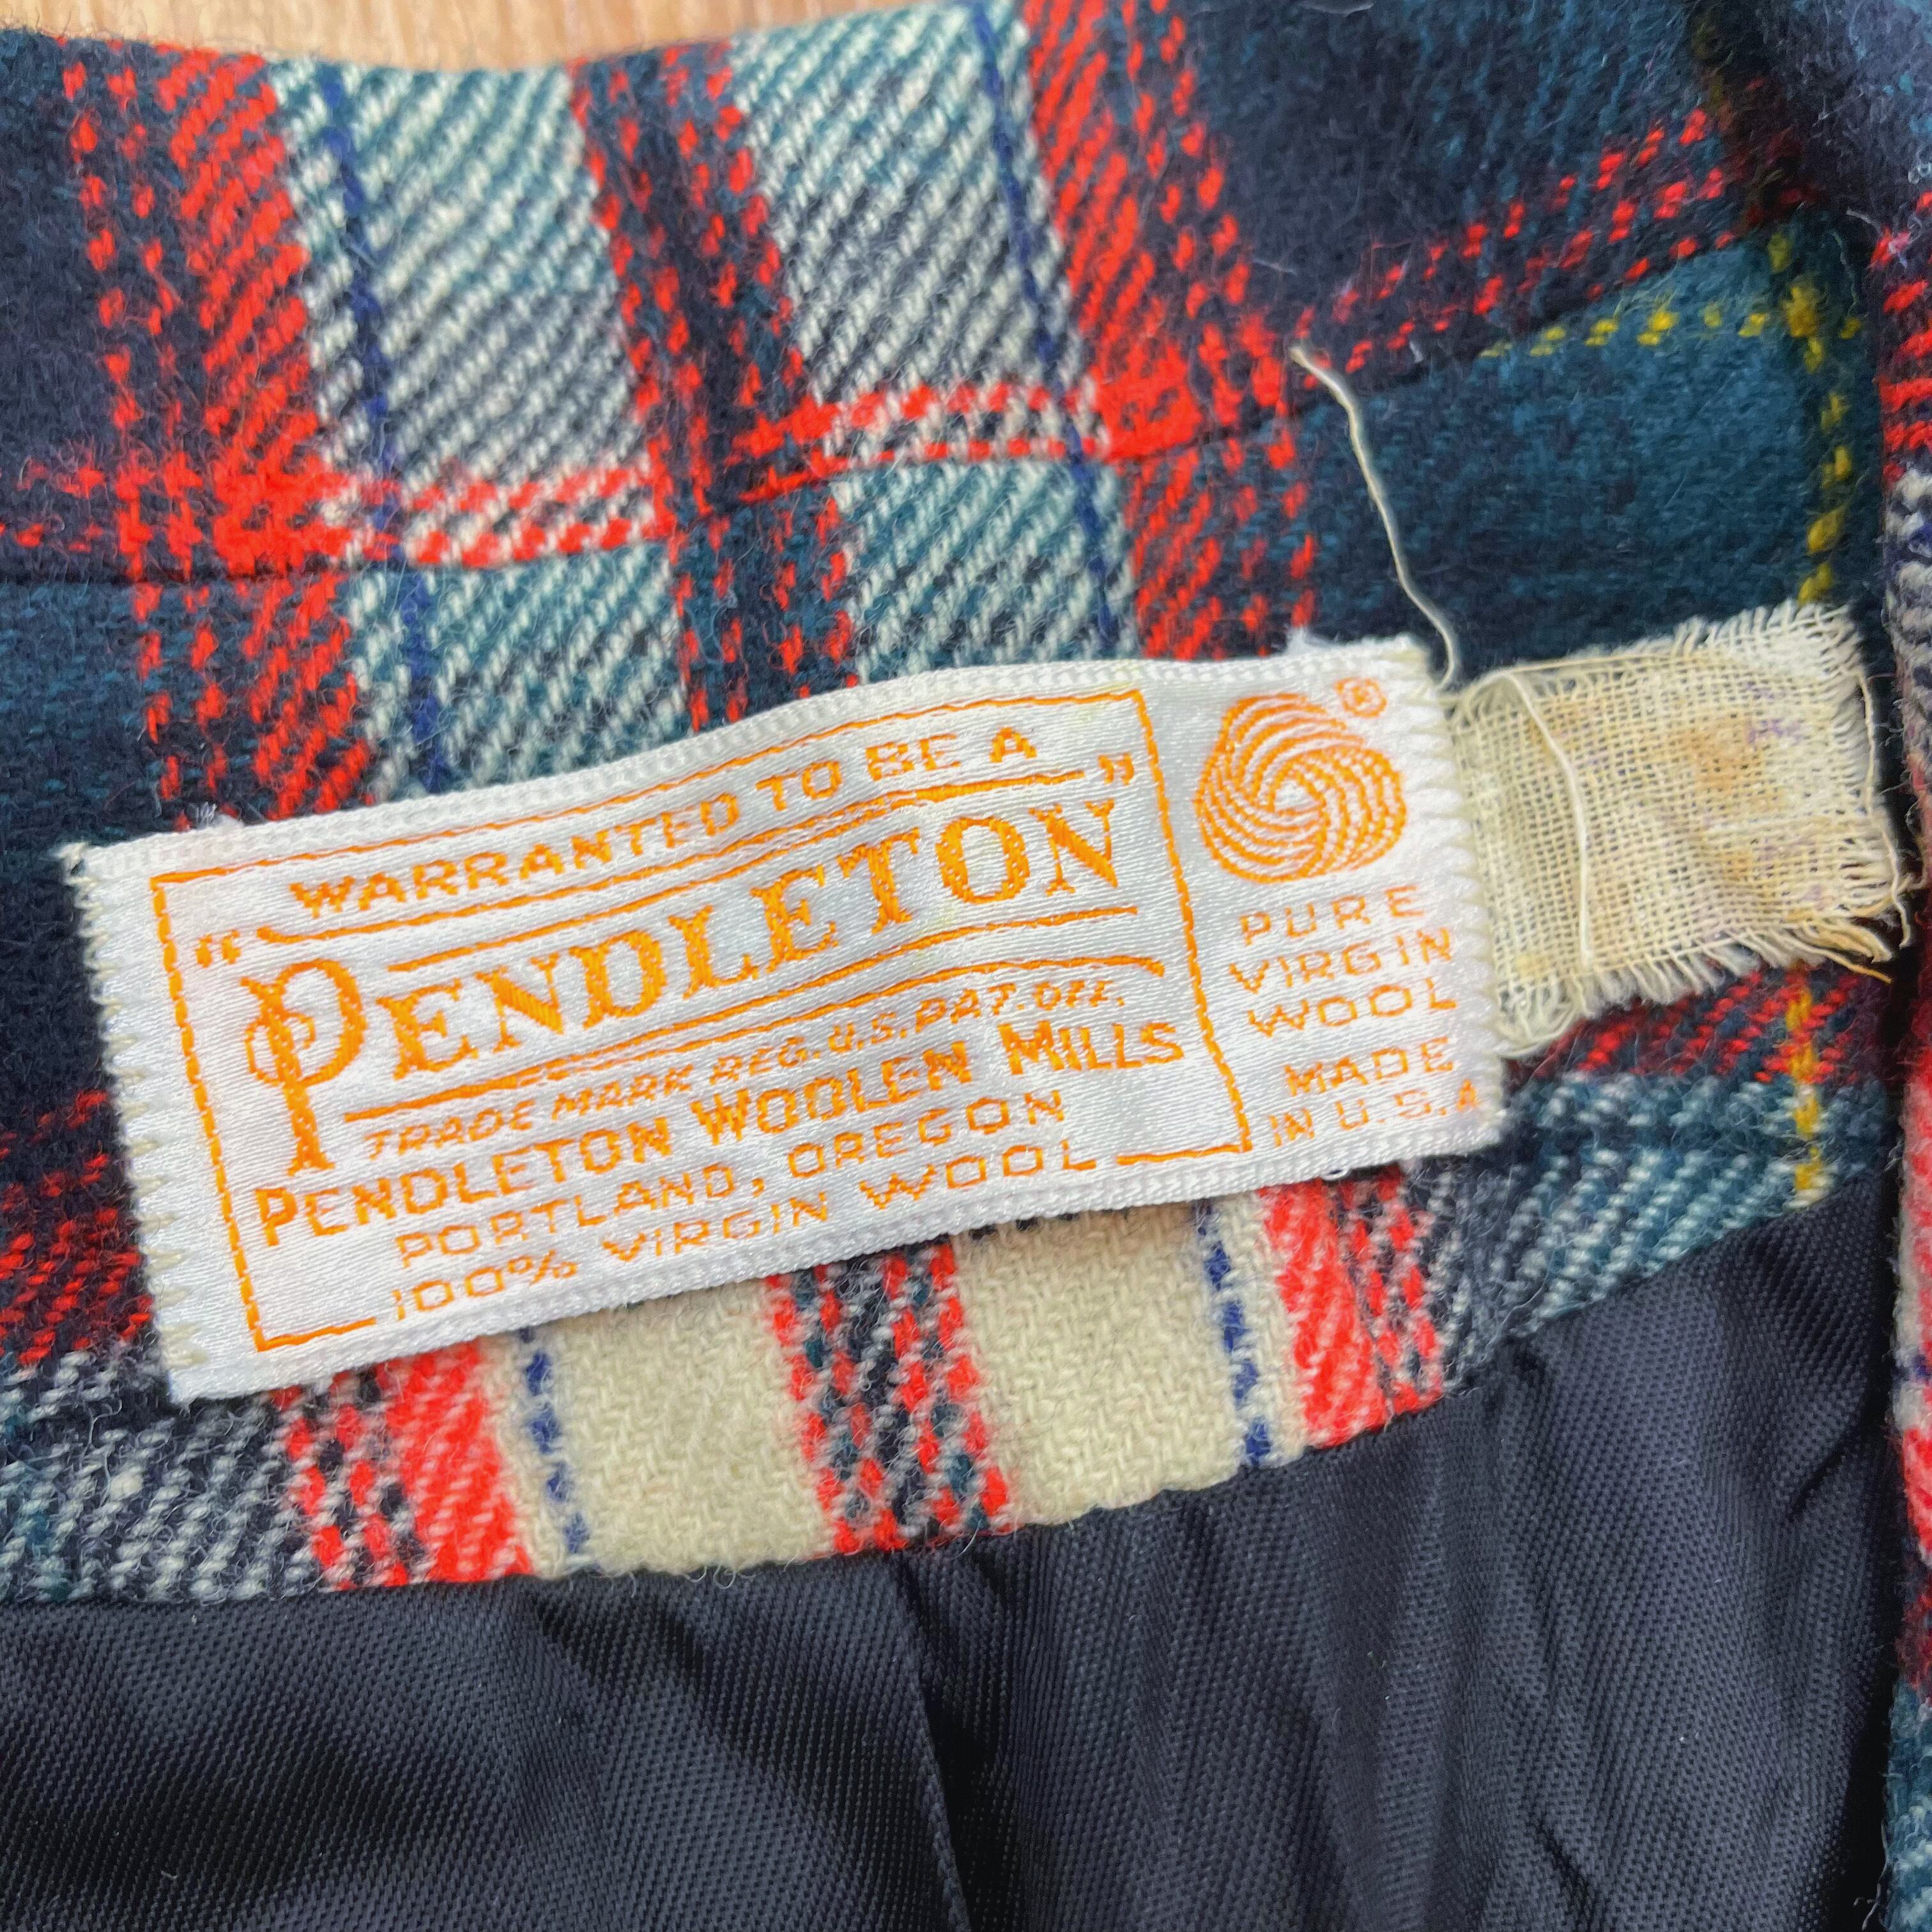 WARRANTED TO BE A
"PENDLETON"
TRADE MARK REG. U.S. PAT. OFF.
PENDLETON WOOLEN MILLS
PORTLAND, OREGON
100% VIRGIN WOOL
®
PURE
VIRGIN
WOOL
MADE
IN U.S.A